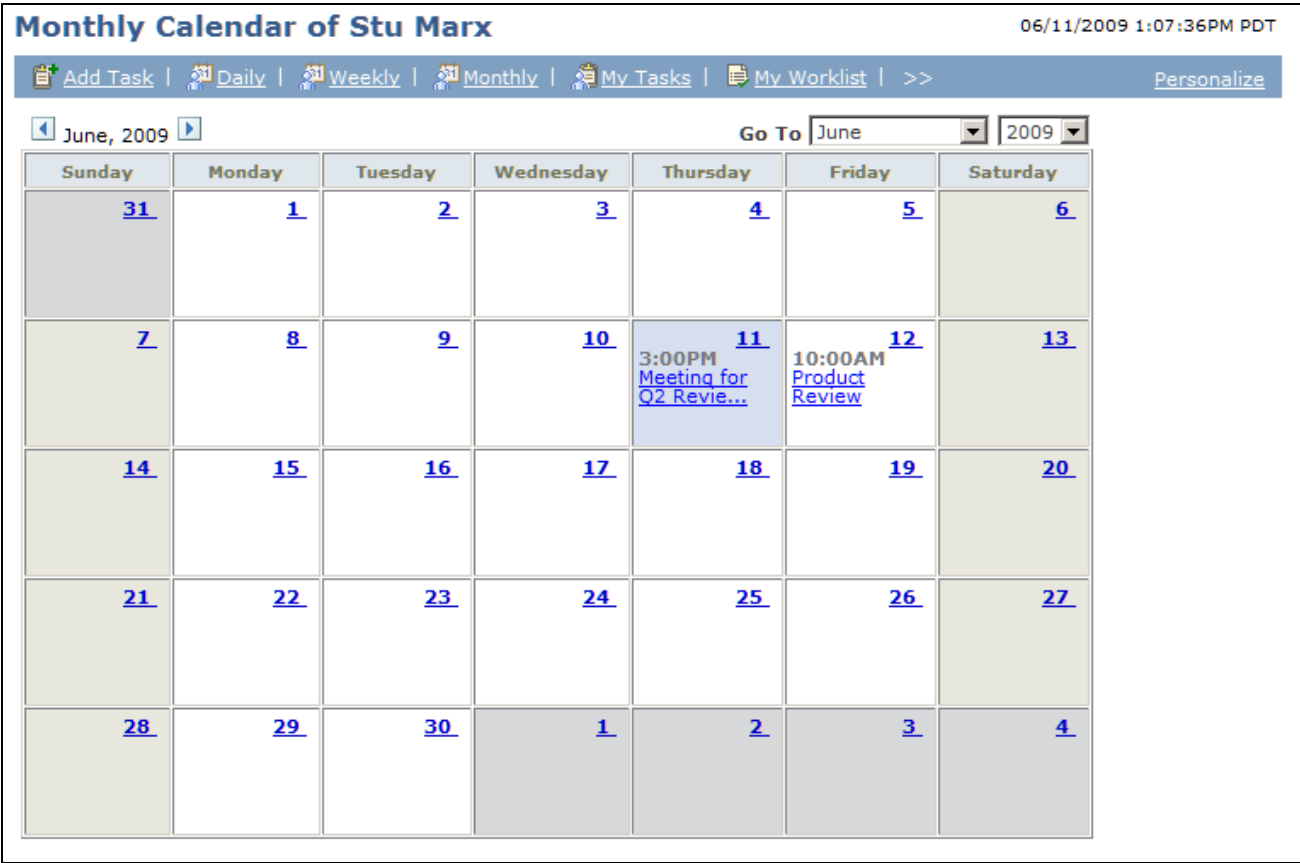 Monthly Calendar of Stu Marx
06/11/2009 1:07:36PM PDT
Add Task | Daily | Weekly | Monthly | My Tasks | My Worklist | >>
Personalize
June, 2009
Go To June 2009
Sunday Monday Tuesday Wednesday Thursday Friday Saturday
31 1 2 3 4 5 6
7 8 9 10 11 12 13
3:00PM 10:00AM
Meeting for Product
Q2 Revie... Review
14 15 16 17 18 19 20
21 22 23 24 25 26 27
28 29 30 1 2 3 4